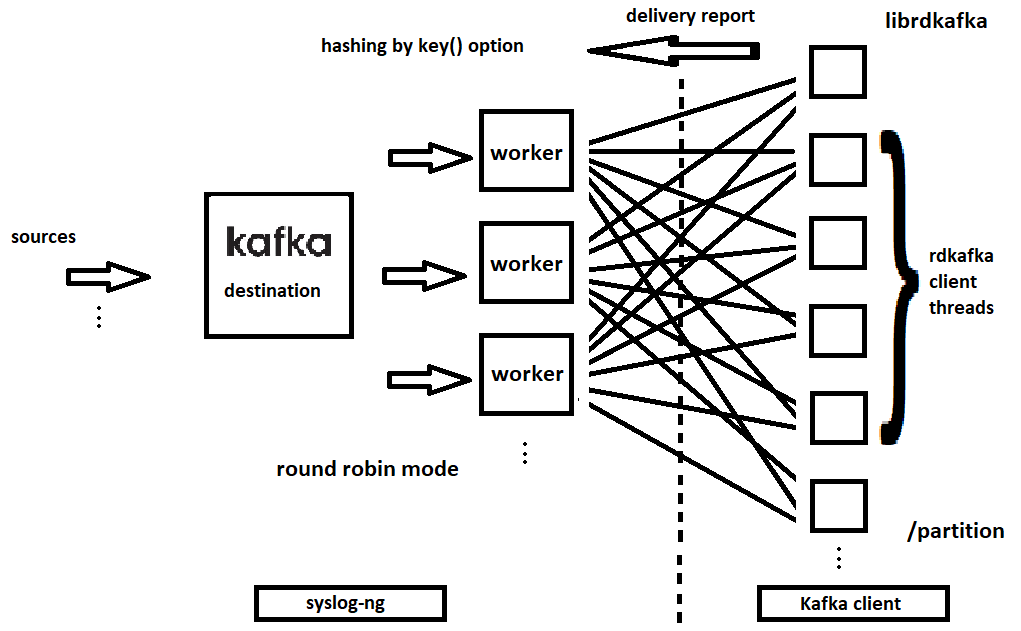 delivery report
librdkafka
hashing by key() option
worker
sources
kafka
destination
worker
rdkafka
client
threads
worker
round robin mode
/partition
syslog-ng
Kafka client